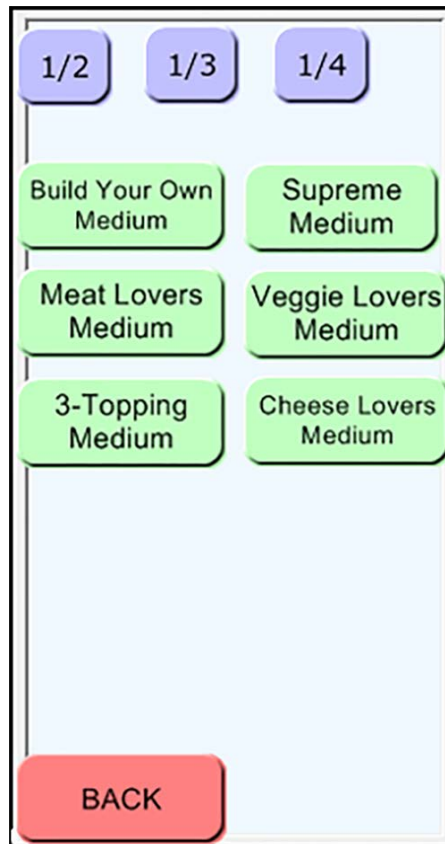 1/2 1/3 1/4
Build Your Own
Medium
Supreme
Medium
Meat Lovers
Medium
Veggie Lovers
Medium
3-Topping
Medium
Cheese Lovers
Medium
BACK